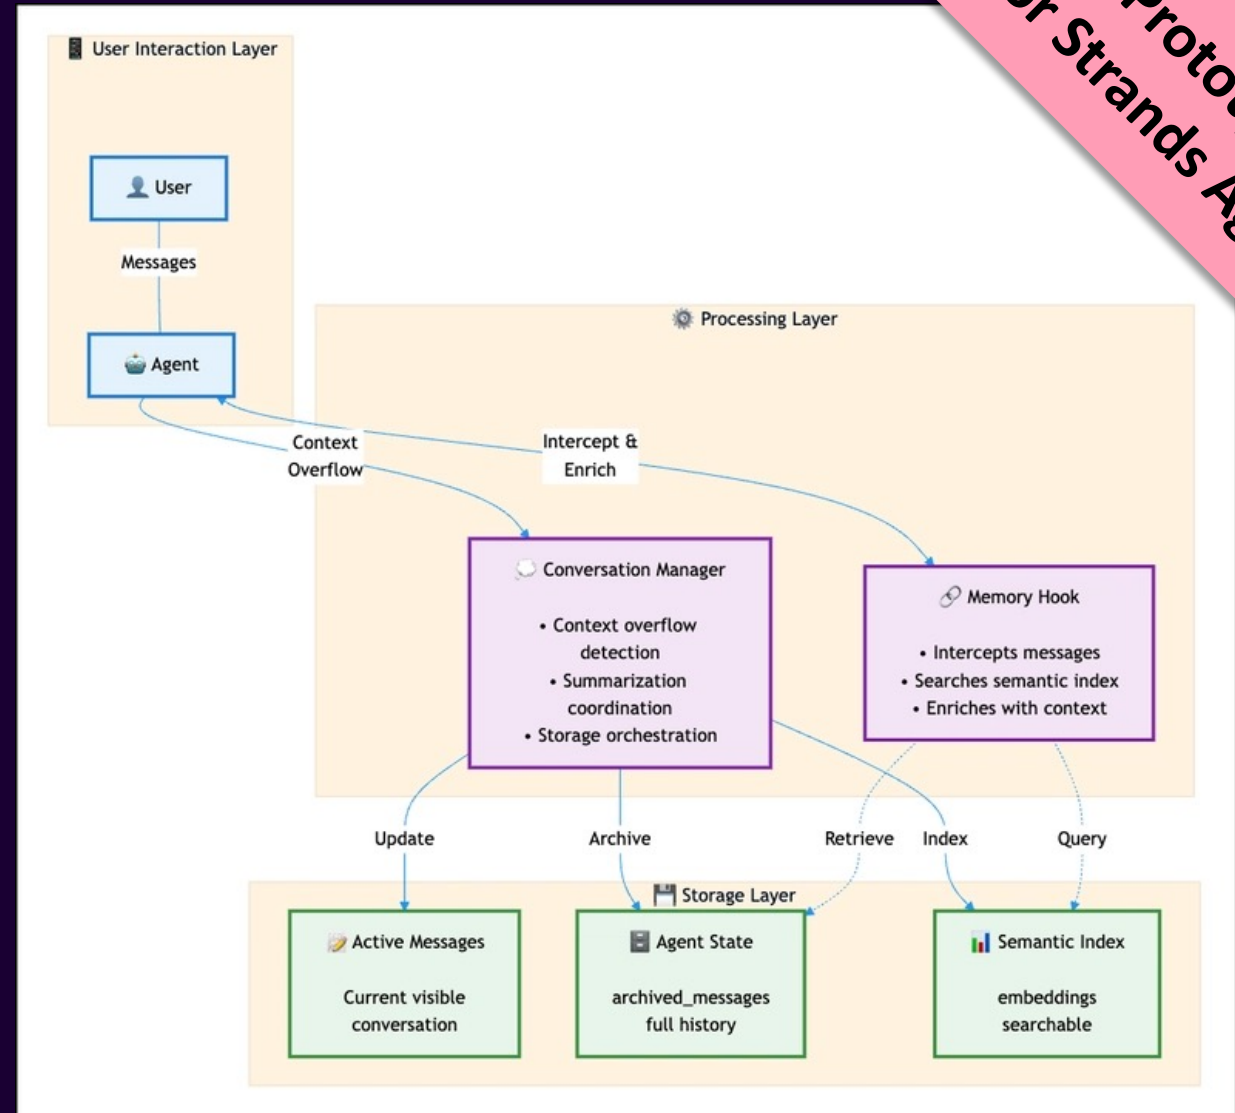 User Interaction Layer
or Strands
User
Messages
Agent
Processing Layer
Context
Overflow
Intercept &
Enrich
Conversation Manager
• Context overflow
detection
• Summarization
coordination
• Storage orchestration
Memory Hook
• Intercepts messages
• Searches semantic index
• Enriches with context
Update
Archive
Retrieve
Index
Query
Storage Layer
Active Messages
Current visible
conversation
Agent State
archived_messages
full history
Semantic Index
embeddings
searchable